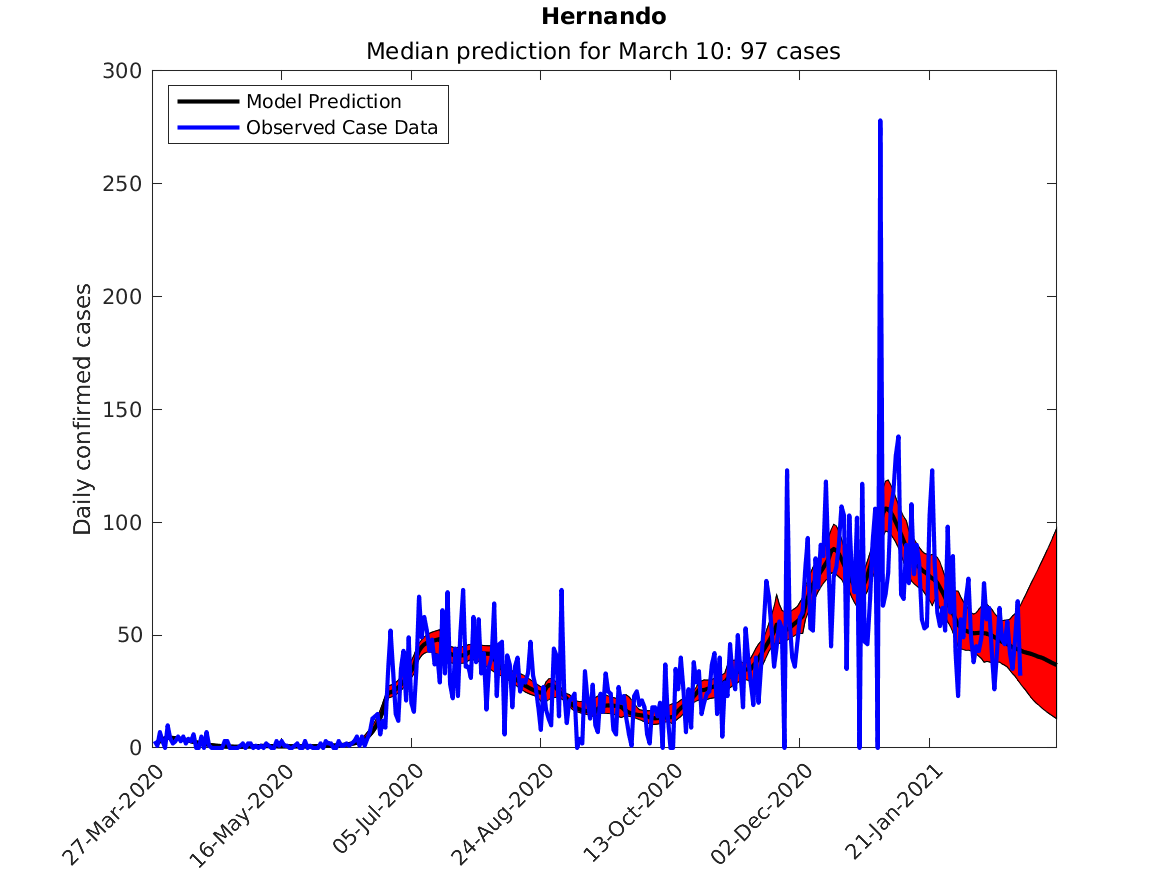 Hernando
Median prediction for March 10: 97 cases
Model Prediction
Observed Case Data
Daily confirmed cases
300
250
200
150
100
50
0
27-Mar-2020
16-May-2020
05-Jul-2020
24-Aug-2020
13-Oct-2020
02-Dec-2020
21-Jan-2021